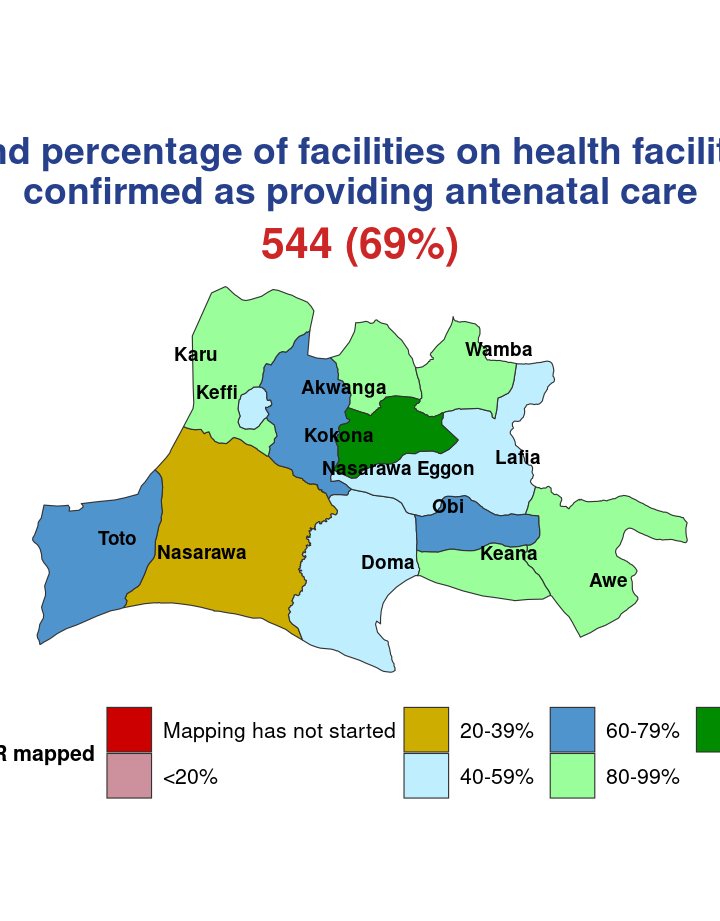 nd percentage of facilities on health facilit
confirmed as providing antenatal care
544 (69%)
Karu
Wamba
Keffi
Akwanga
Kokona
Nasarawa Eggon
Lafia
Obi
Toto
Nasarawa
Doma
Keana
Awe
R mapped
Mapping has not started
20-39%
60-79%
<20%
40-59%
80-99%